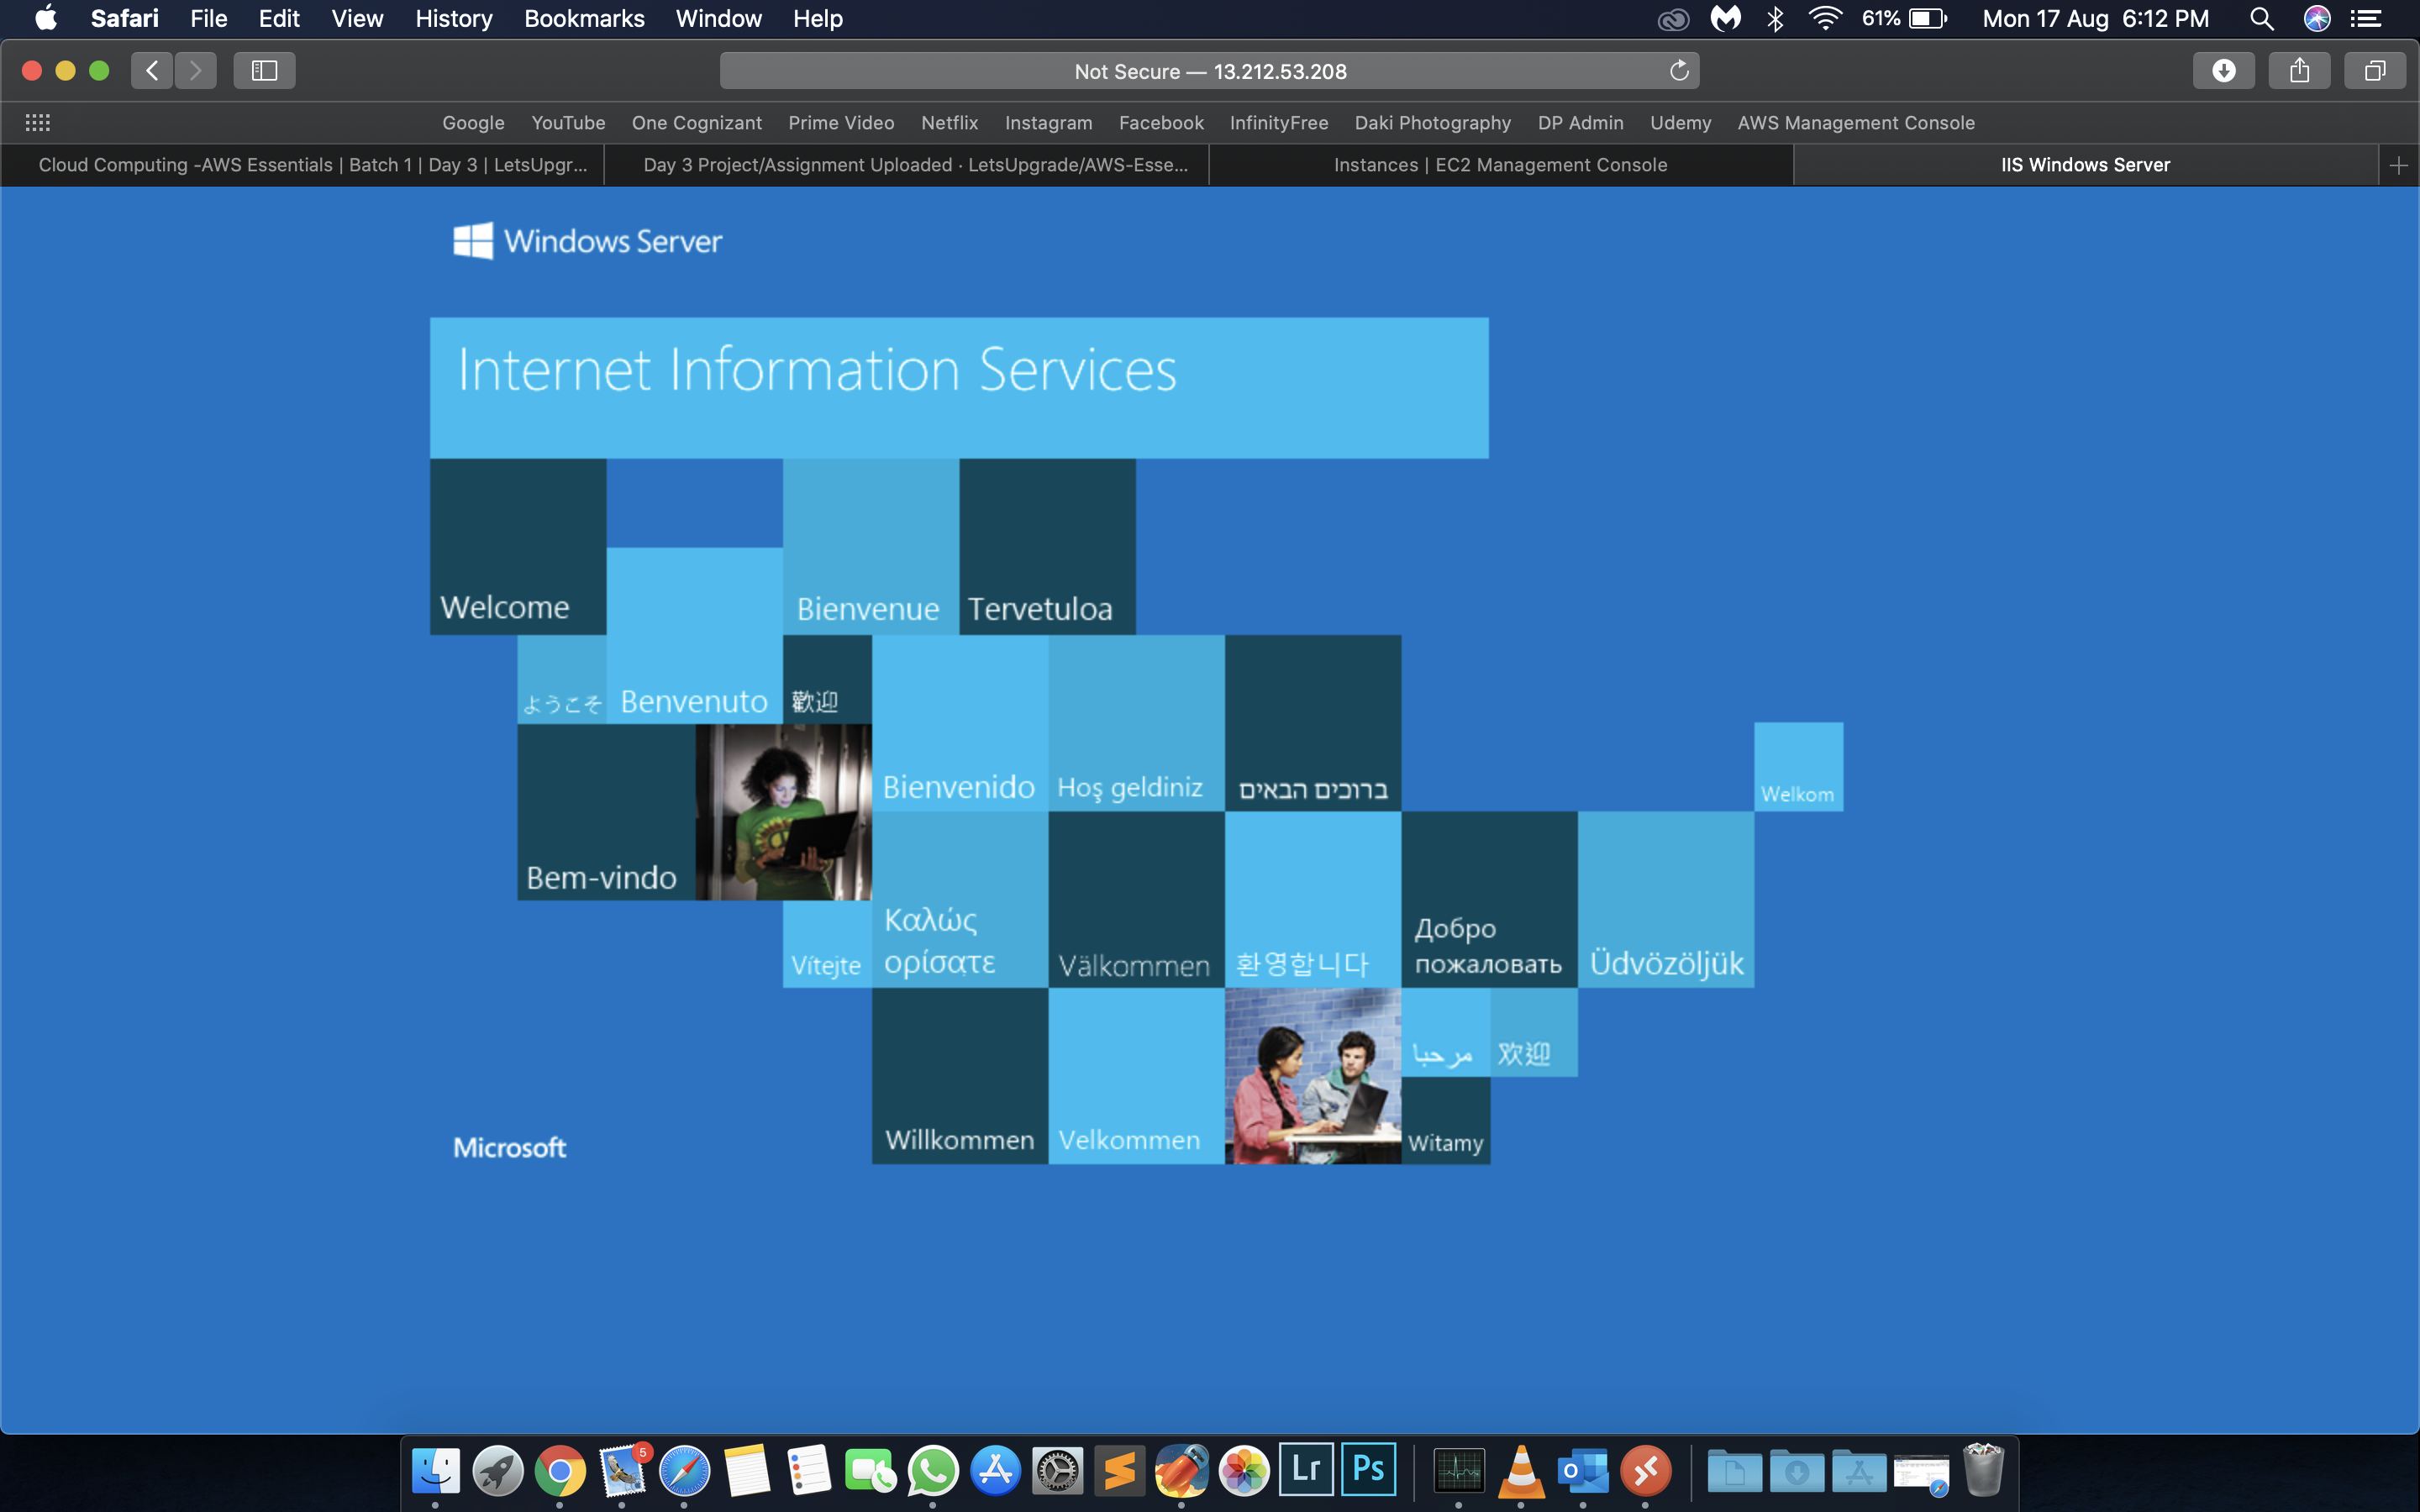 Safari File Edit View History Bookmarks Window Help 61% Mon 17 Aug 6:12 PM
Not Secure — 13.212.53.208
Google YouTube One Cognizant Prime Video Netflix Instagram Facebook InfinityFree Daki Photography DP Admin Udemy AWS Management Console
Cloud Computing -AWS Essentials | Batch 1 | Day 3 | LetsUpgr... Day 3 Project/Assignment Uploaded · LetsUpgrade/AWS-Esse... Instances | EC2 Management Console IIS Windows Server
Windows Server
Internet Information Services
Welcome Bienvenue Tervetuloa
ようこそ Benvenuto 歡迎
Bienvenido Hoş geldiniz ברוכים הבאים Welkom
Bem-vindo
Καλώς
ορίσατε
Vítejte Välkommen 환영합니다
Добро
пожаловать
Üdvözöljük
مرحبا 欢迎
Willkommen Velkommen Witamy
Microsoft
5
Lr Ps